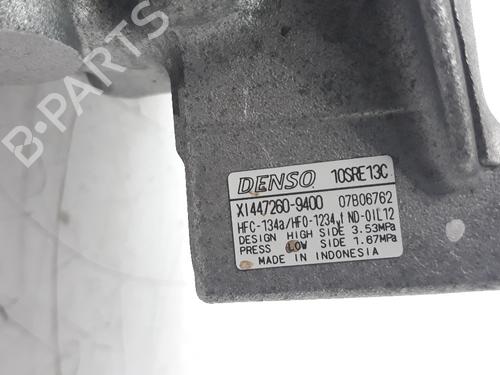 B-PARTS
DENSO 10SRE13C
XI447260-9400 07B06762
HFC-134a/HFO-1234yf ND-OIL12
DESIGN HIGH SIDE 3.53MPa
PRESS LOW SIDE 1.67MPa
MADE IN INDONESIA